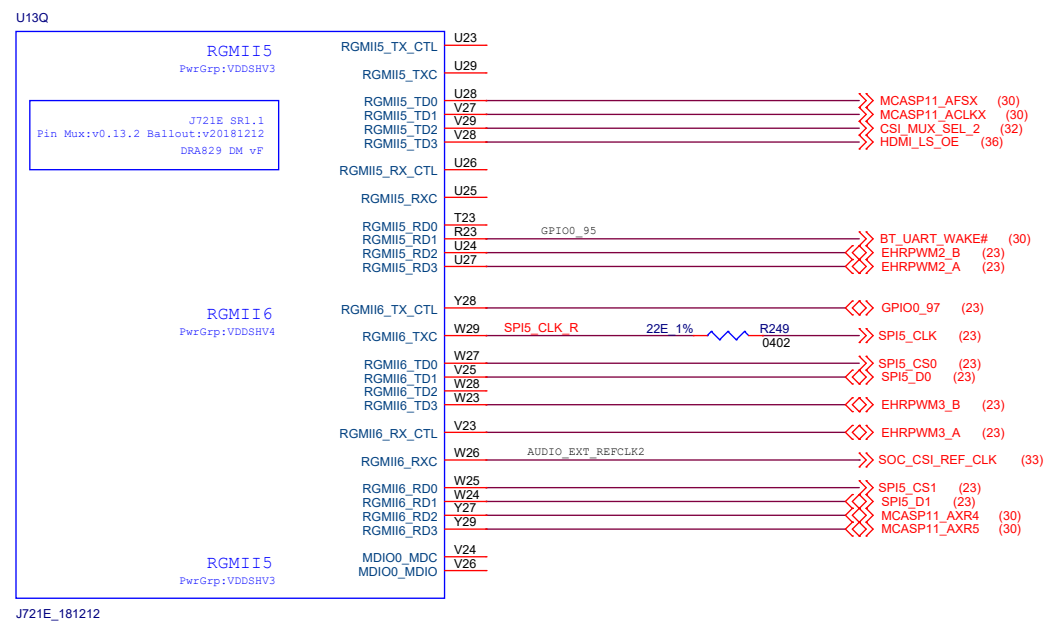 U13Q
RGMII5
PwrGrp:VDDSHV3
J721E SR1.1
Pin Mux:v0.13.2 Ballout:v20181212
DRA829 DM vF
RGMII5_TX_CTL U23
RGMII5_TXC U29
RGMII5_TD0 U28 MCASP11_AFSX (30)
RGMII5_TD1 V27 MCASP11_ACLKX (30)
RGMII5_TD2 V29 CSI_MUX_SEL_2 (32)
RGMII5_TD3 V28 HDMI_LS_OE (36)
RGMII5_RX_CTL U26
RGMII5_RXC U25
RGMII5_RD0 T23
RGMII5_RD1 R23 GPIO0_95 BT_UART_WAKE# (30)
RGMII5_RD2 U24 EHRPWM2_B (23)
RGMII5_RD3 U27 EHRPWM2_A (23)
RGMII6
PwrGrp:VDDSHV4
RGMII6_TX_CTL Y28 GPIO0_97 (23)
RGMII6_TXC W29 SPI5_CLK_R 22E_1% R249 0402 SPI5_CLK (23)
RGMII6_TD0 W27 SPI5_CS0 (23)
RGMII6_TD1 V25 SPI5_D0 (23)
RGMII6_TD2 W28
RGMII6_TD3 W23 EHRPWM3_B (23)
RGMII6_RX_CTL V23 EHRPWM3_A (23)
RGMII6_RXC W26 AUDIO_EXT_REFCLK2 SOC_CSI_REF_CLK (33)
RGMII6_RD0 W25 SPI5_CS1 (23)
RGMII6_RD1 W24 SPI5_D1 (23)
RGMII6_RD2 Y27 MCASP11_AXR4 (30)
RGMII6_RD3 Y29 MCASP11_AXR5 (30)
RGMII5
PwrGrp:VDDSHV3
MDIO0_MDC V24
MDIO0_MDIO V26
J721E_181212